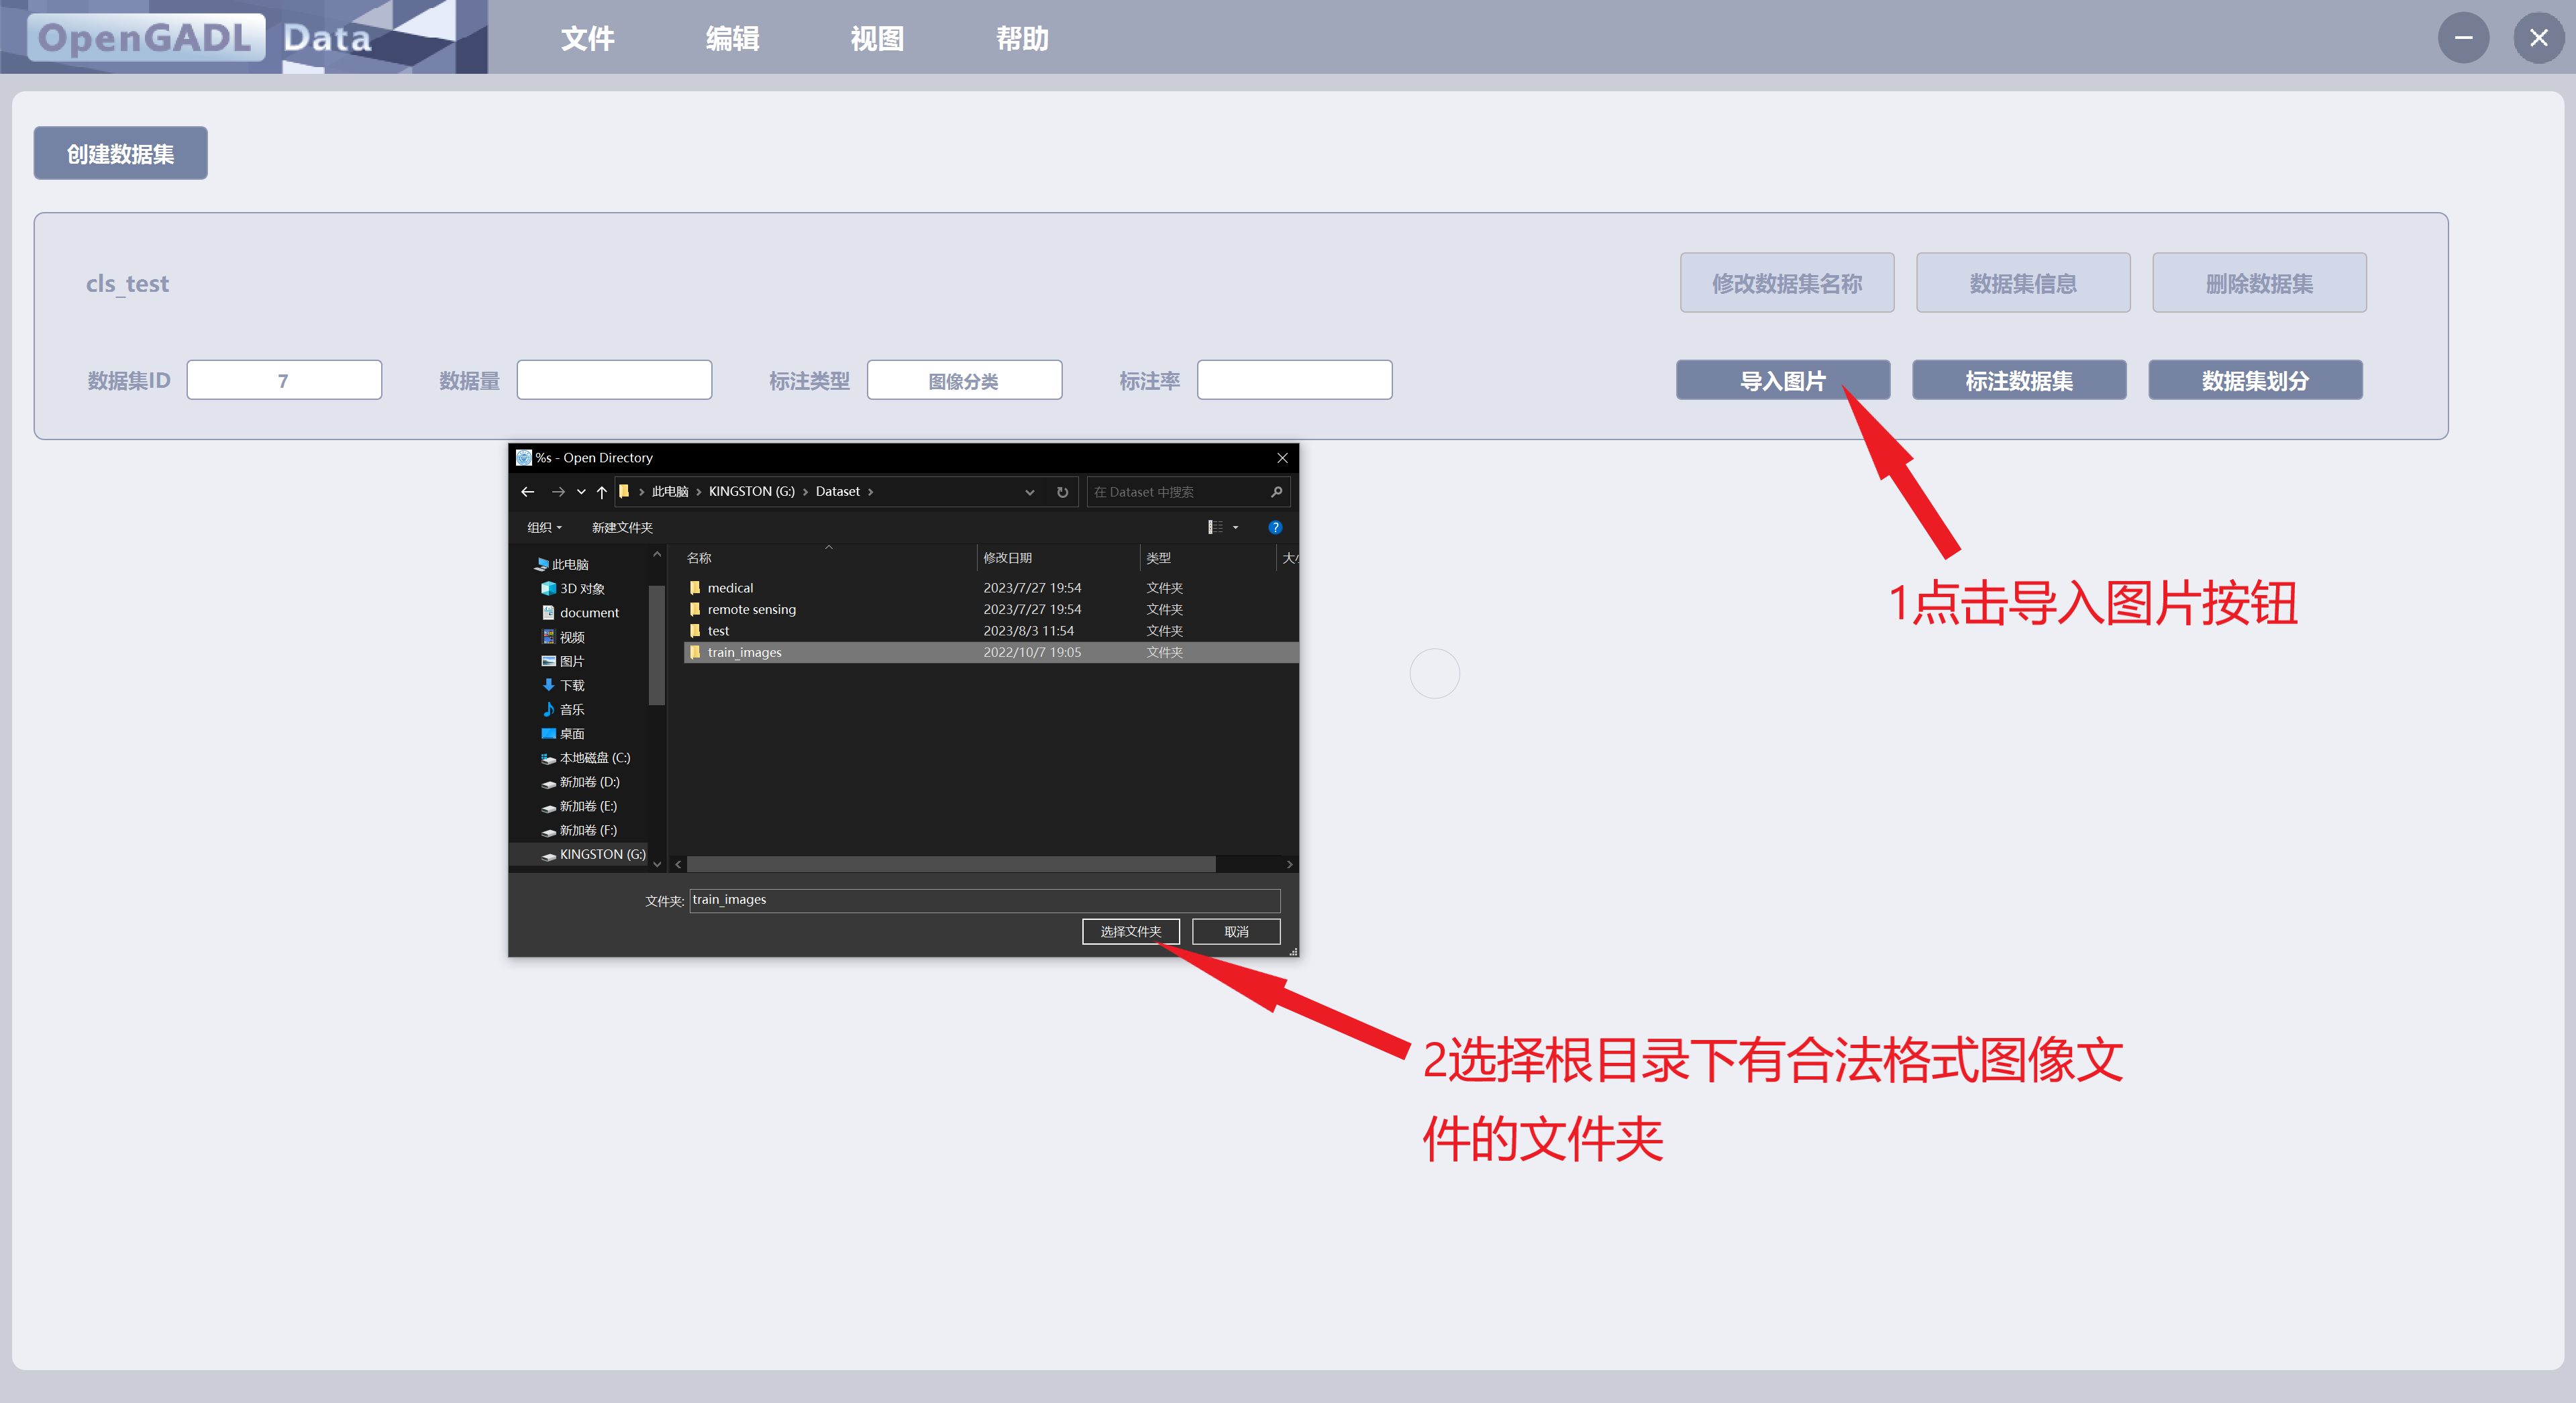 OpenGADL Data
文件 编辑 视图 帮助
创建数据集
cls_test
修改数据集名称 数据集信息 删除数据集
数据集ID 7 数据量 标注类型 图像分类 标注率
导入图片 标注数据集 数据集划分
%s - Open Directory
此电脑 › KINGSTON (G:) › Dataset ›
在 Dataset 中搜索
组织 新建文件夹
此电脑
3D 对象
document
视频
图片
下载
音乐
桌面
本地磁盘 (C:)
新加卷 (D:)
新加卷 (E:)
新加卷 (F:)
KINGSTON (G:)
名称 修改日期 类型 大小
medical 2023/7/27 19:54 文件夹
remote sensing 2023/7/27 19:54 文件夹
test 2023/8/3 11:54 文件夹
train_images 2022/10/7 19:05 文件夹
文件夹: train_images
选择文件夹 取消
1点击导入图片按钮
2选择根目录下有合法格式图像文
件的文件夹